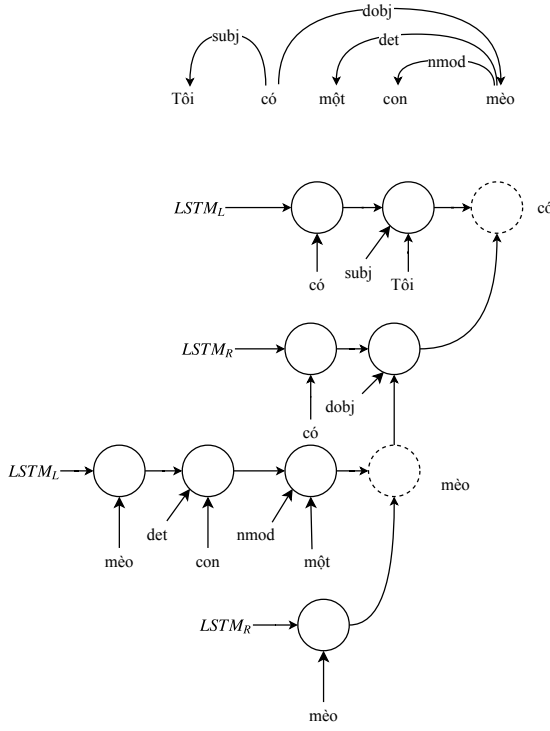 dobj
subj
det
nmod
Tôi có một con mèo
LSTM_L có
có subj Tôi
LSTM_R
dobj
có
LSTM_L mèo
mèo det con nmod một
LSTM_R
mèo